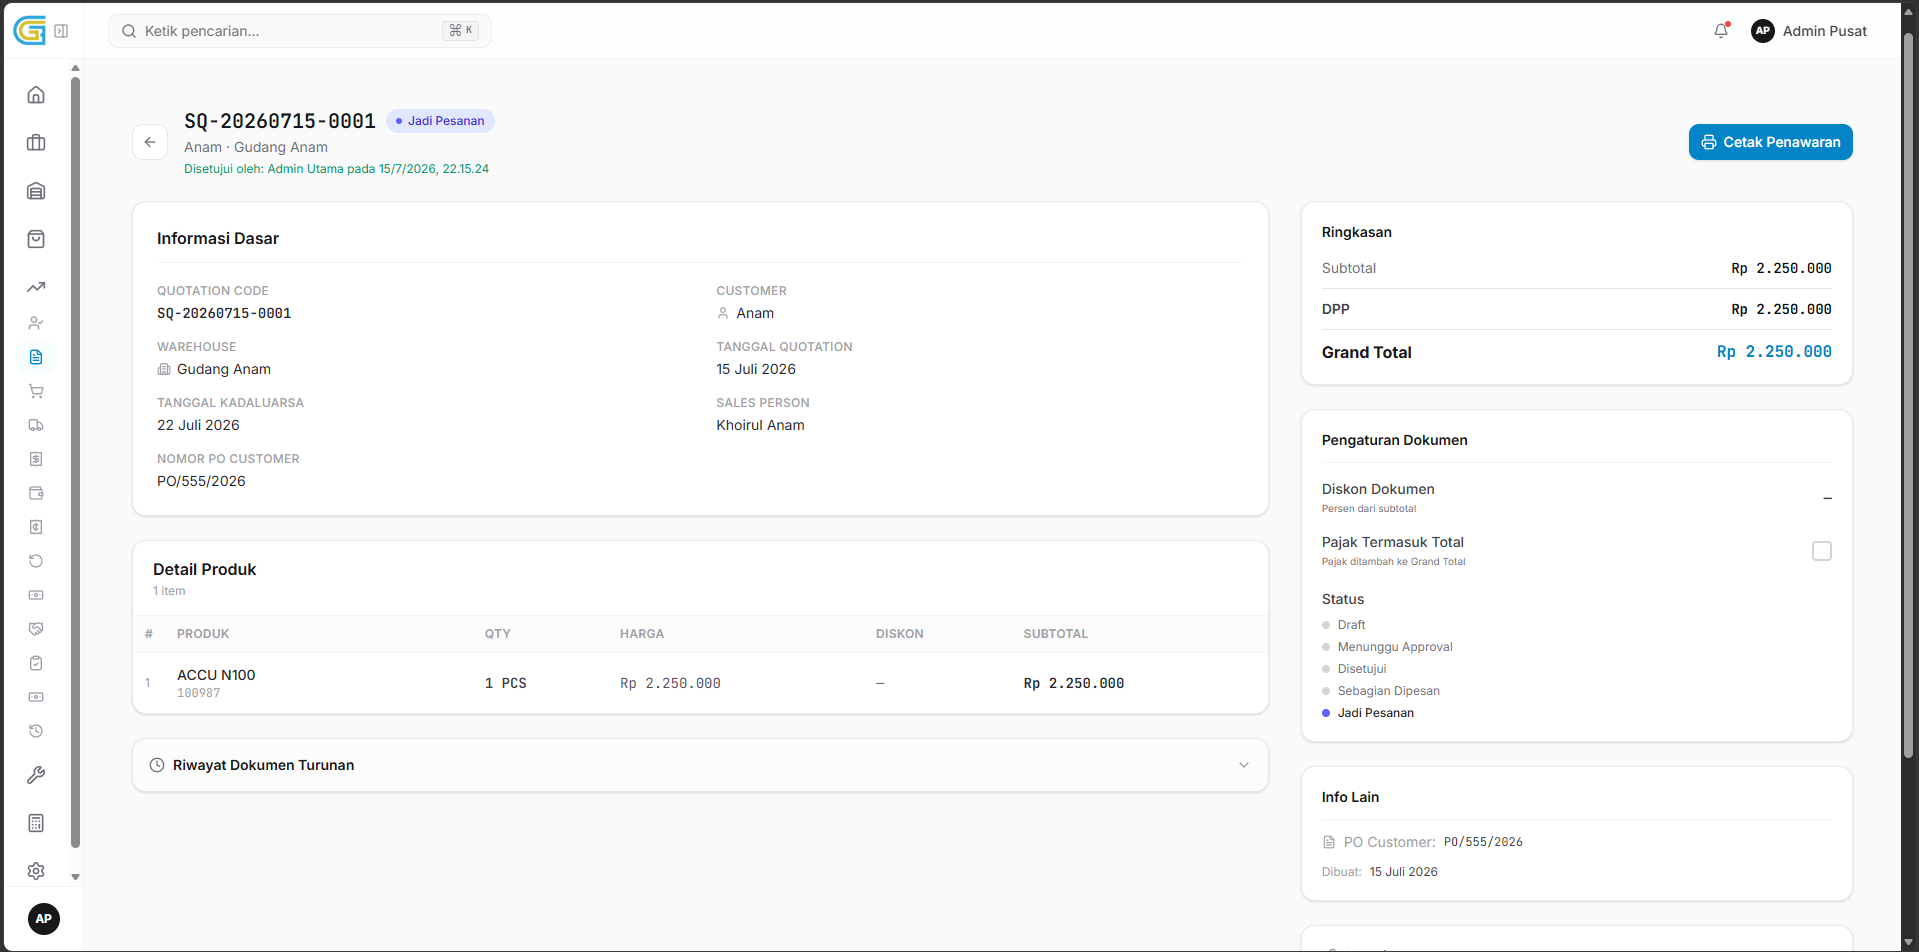 Ketik pencarian...
⌘ K
AP
Admin Pusat
SQ-20260715-0001
Jadi Pesanan
Anam · Gudang Anam
Disetujui oleh: Admin Utama pada 15/7/2026, 22.15.24
Cetak Penawaran
Informasi Dasar
QUOTATION CODE
SQ-20260715-0001
CUSTOMER
Anam
WAREHOUSE
Gudang Anam
TANGGAL QUOTATION
15 Juli 2026
TANGGAL KADALUARSA
22 Juli 2026
SALES PERSON
Khoirul Anam
NOMOR PO CUSTOMER
PO/555/2026
Detail Produk
1 item
# PRODUK QTY HARGA DISKON SUBTOTAL
1 ACCU N100 1 PCS Rp 2.250.000 — Rp 2.250.000
100987
Riwayat Dokumen Turunan
Ringkasan
Subtotal Rp 2.250.000
DPP Rp 2.250.000
Grand Total Rp 2.250.000
Pengaturan Dokumen
Diskon Dokumen –
Persen dari subtotal
Pajak Termasuk Total
Pajak ditambah ke Grand Total
Status
Draft
Menunggu Approval
Disetujui
Sebagian Dipesan
Jadi Pesanan
Info Lain
PO Customer: PO/555/2026
Dibuat: 15 Juli 2026
AP